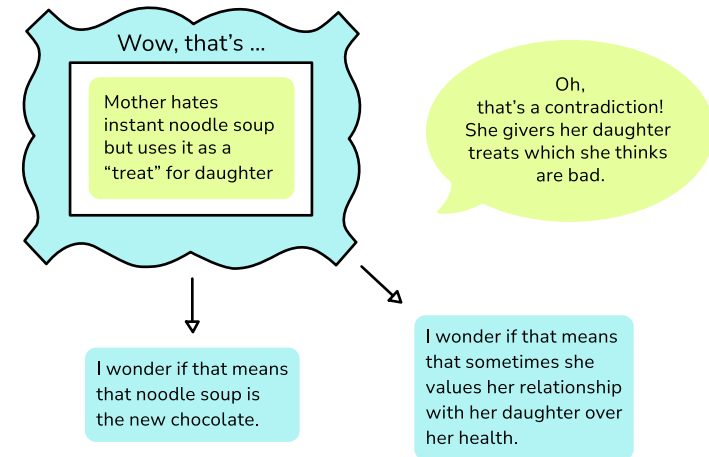 Wow, that's ...
Mother hates
instant noodle soup
but uses it as a
“treat” for daughter
Oh,
that's a contradiction!
She givers her daughter
treats which she thinks
are bad.
I wonder if that means
that noodle soup is
the new chocolate.
I wonder if that means
that sometimes she
values her relationship
with her daughter over
her health.